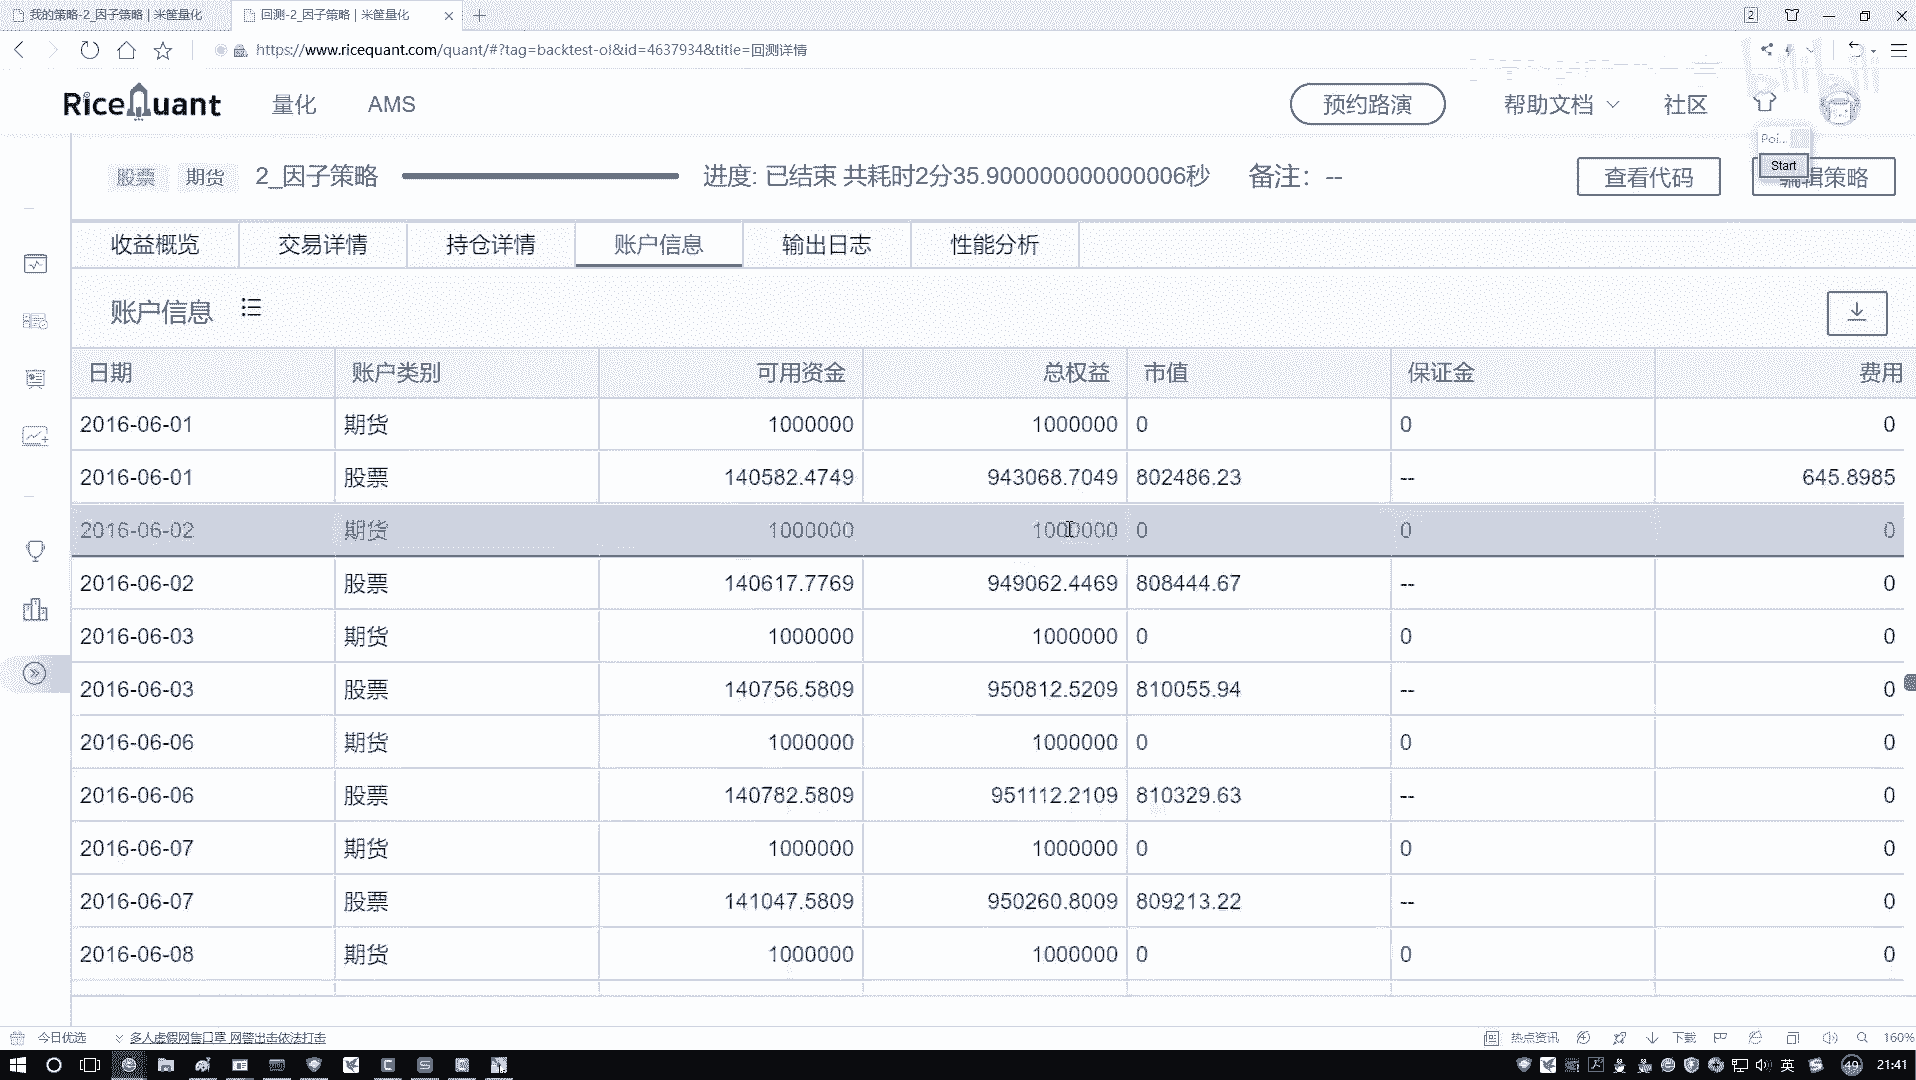 我的策略-2_因子策略 | 米筐量化
回测-2_因子策略 | 米筐量化
2
https://www.ricequant.com/quant/#?tag=backtest-ol&id=4637934&title=回测详情
RiceQuant 量化 AMS 预约路演 帮助文档 社区
Poi...
Start
股票 期货 2_因子策略 进度: 已结束 共耗时2分35.900000000000006秒 备注: -- 查看代码 编辑策略
收益概览 交易详情 持仓详情 账户信息 输出日志 性能分析
账户信息
日期 账户类别 可用资金 总权益 市值 保证金 费用
2016-06-01 期货 1000000 1000000 0 0 0
2016-06-01 股票 140582.4749 943068.7049 802486.23 -- 645.8985
2016-06-02 期货 1000000 1000000 0 0 0
2016-06-02 股票 140617.7769 949062.4469 808444.67 -- 0
2016-06-03 期货 1000000 1000000 0 0 0
2016-06-03 股票 140756.5809 950812.5209 810055.94 -- 0
2016-06-06 期货 1000000 1000000 0 0 0
2016-06-06 股票 140782.5809 951112.2109 810329.63 -- 0
2016-06-07 期货 1000000 1000000 0 0 0
2016-06-07 股票 141047.5809 950260.8009 809213.22 -- 0
2016-06-08 期货 1000000 1000000 0 0 0
今日优选 多人虚假网售口罩 网警出击依法打击 热点资讯 下载 160%
英 49 21:41